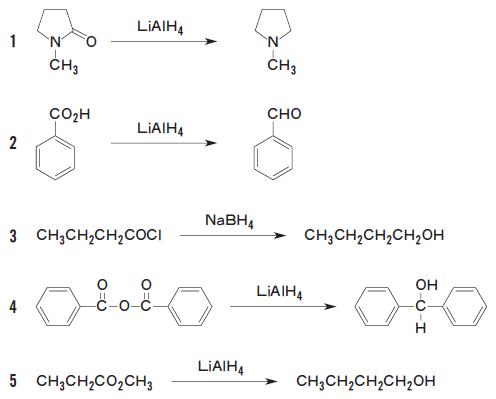 1 N O CH3 LiAlH4 N CH3
2 CO2H LiAlH4 CHO
3 CH3CH2CH2COCl NaBH4 CH3CH2CH2CH2OH
4 O O C-O-C LiAlH4 OH C H
5 CH3CH2CO2CH3 LiAlH4 CH3CH2CH2CH2OH